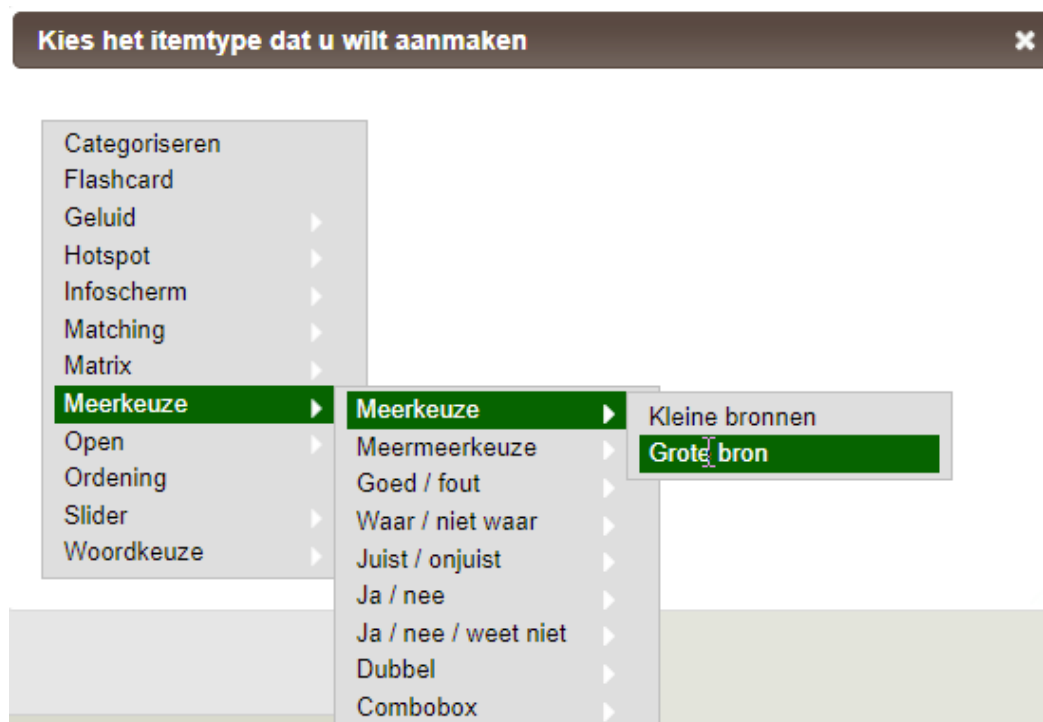 Kies het itemtype dat u wilt aanmaken
Categoriseren
Flashcard
Geluid
Hotspot
Infoscherm
Matching
Matrix
Meerkeuze
Open
Ordening
Slider
Woordkeuze
Meerkeuze
Meermeerkeuze
Goed / fout
Waar / niet waar
Juist / onjuist
Ja / nee
Ja / nee / weet niet
Dubbel
Combobox
Kleine bronnen
Grote bron